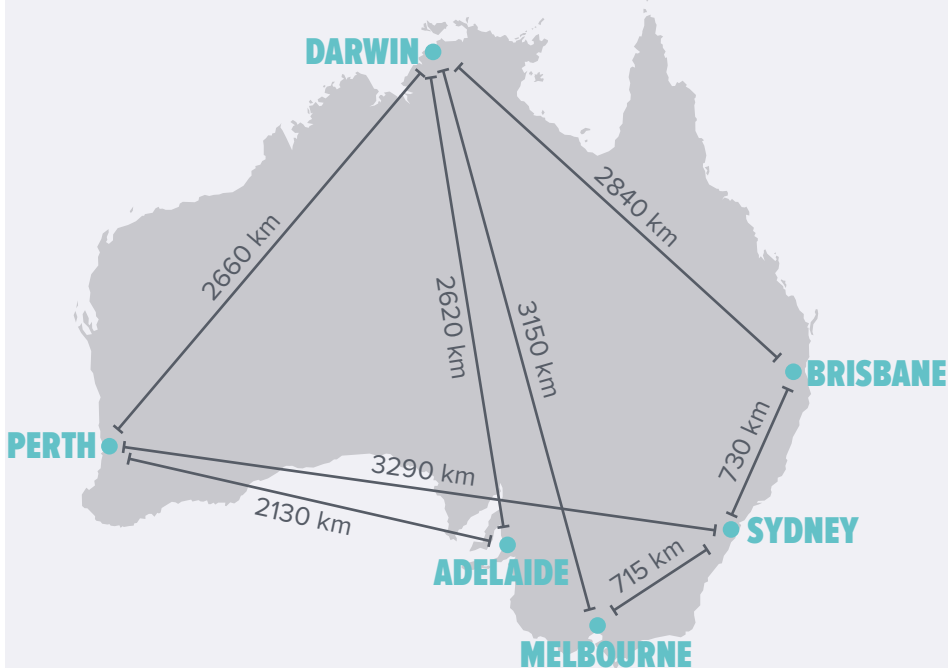 DARWIN
2840 km
2660 km
2620 km
3150 km
BRISBANE
PERTH
730 km
3290 km
2130 km
SYDNEY
715 km
ADELAIDE
MELBOURNE